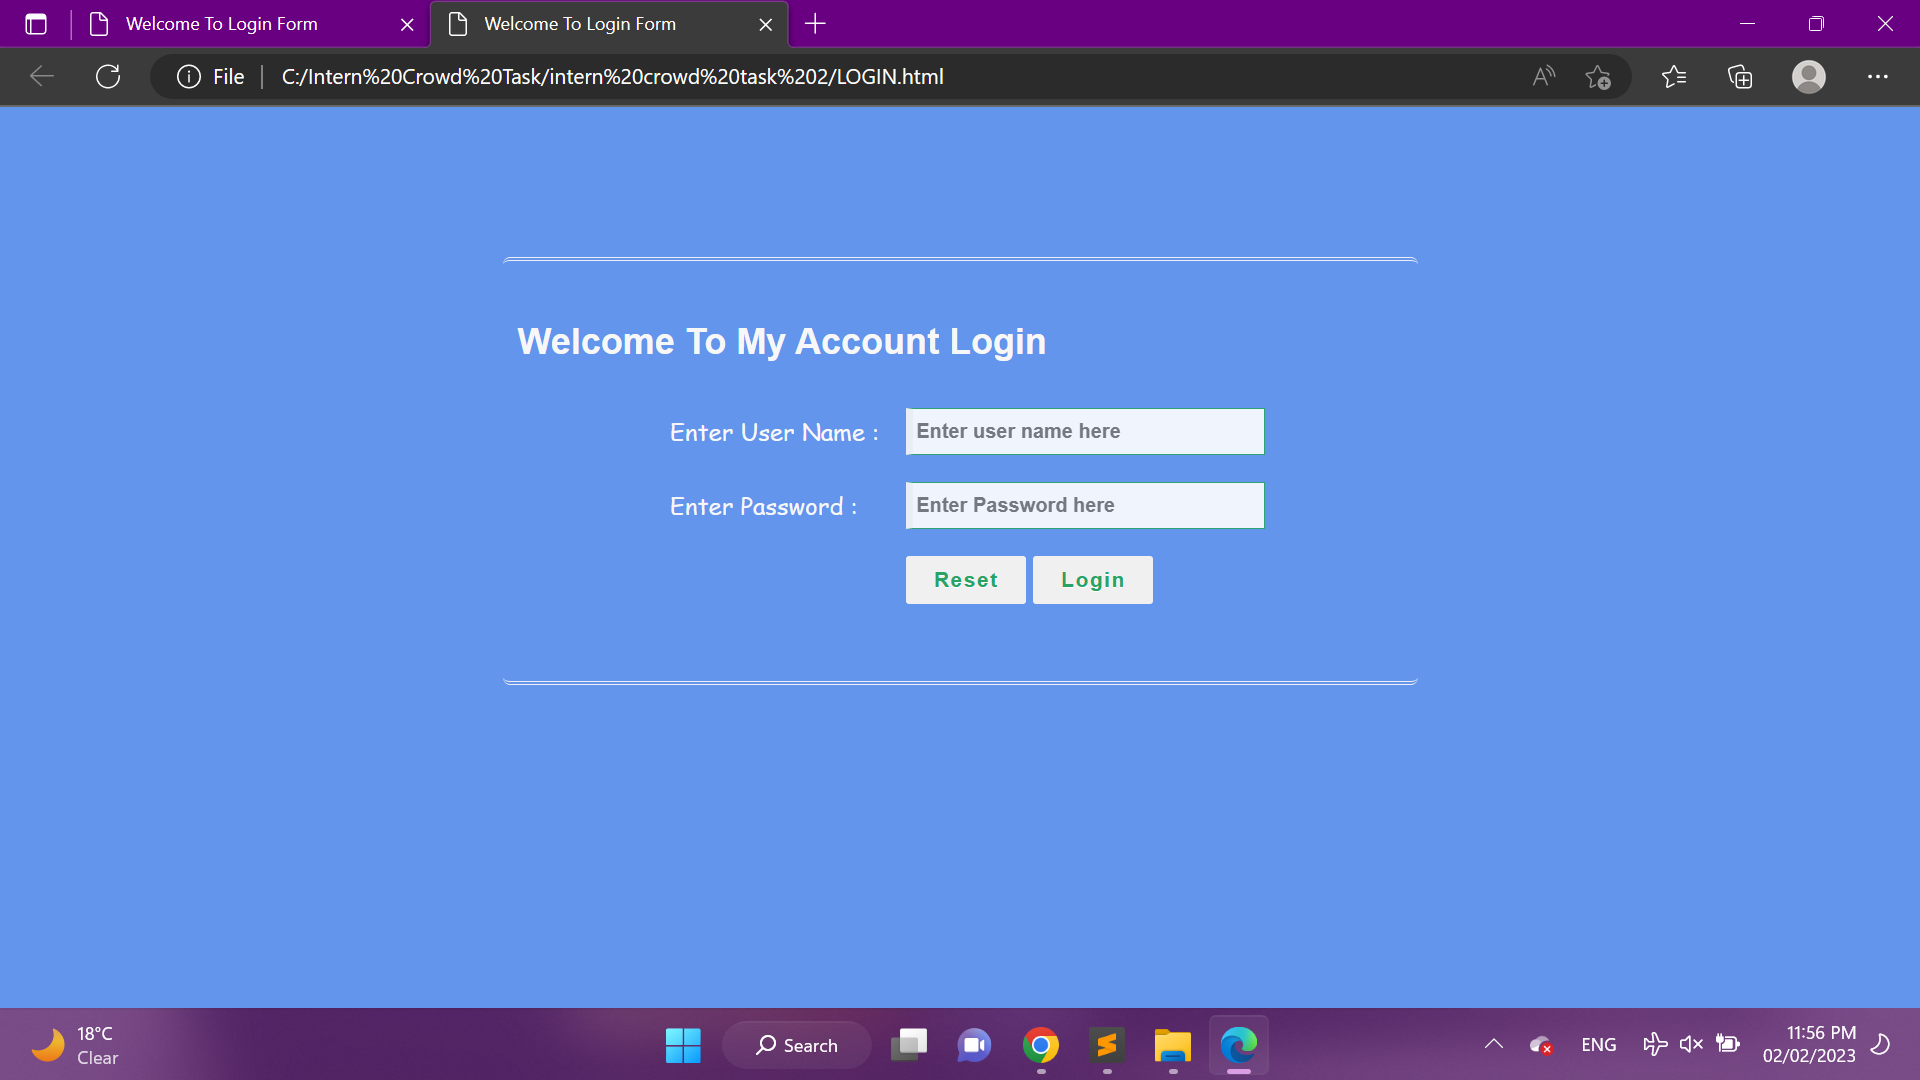 Welcome To Login Form
Welcome To Login Form
File
C:/Intern%20Crowd%20Task/intern%20crowd%20task%202/LOGIN.html
Welcome To My Account Login
Enter User Name :
Enter user name here
Enter Password :
Enter Password here
Reset
Login
18°C
Clear
Search
ENG
11:56 PM
02/02/2023